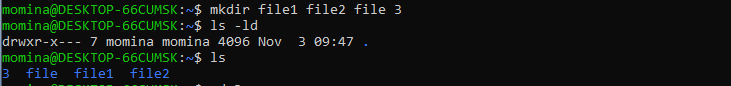 momina@DESKTOP-66CUMSK:~$ mkdir file1 file2 file 3
momina@DESKTOP-66CUMSK:~$ ls -ld
drwxr-x--- 7 momina momina 4096 Nov  3 09:47 .
momina@DESKTOP-66CUMSK:~$ ls
3  file  file1  file2